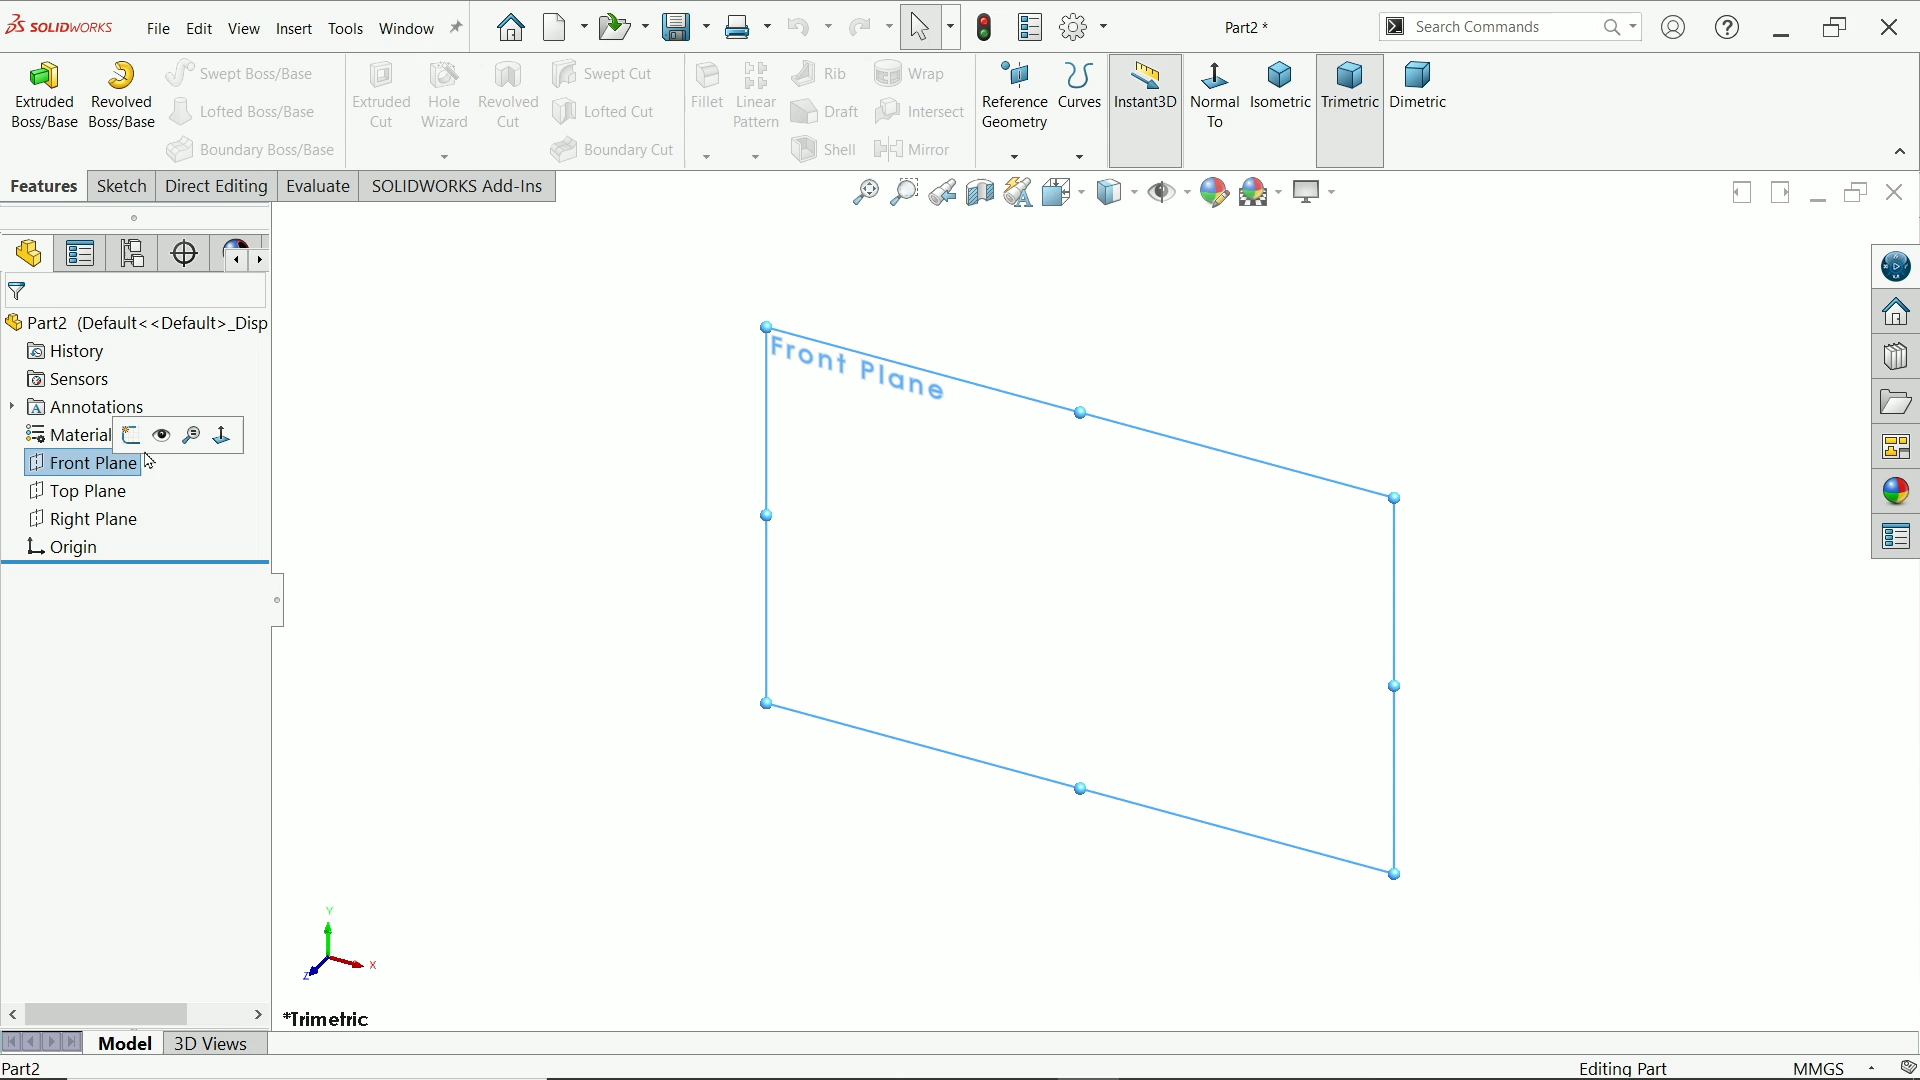 SOLIDWORKS File Edit View Insert Tools Window Part2 * Search Commands
Extruded Boss/Base
Revolved Boss/Base
Swept Boss/Base
Lofted Boss/Base
Boundary Boss/Base
Extruded Cut
Hole Wizard
Revolved Cut
Swept Cut
Lofted Cut
Boundary Cut
Fillet
Linear Pattern
Rib
Draft
Shell
Wrap
Intersect
Mirror
Reference Geometry
Curves
Instant3D
Normal To
Isometric
Trimetric
Dimetric
Features Sketch Direct Editing Evaluate SOLIDWORKS Add-Ins
Part2 (Default<<Default>_Disp
History
Sensors
Annotations
Material
Front Plane
Top Plane
Right Plane
Origin
Front Plane
Y
X
Z
*Trimetric
Model 3D Views
Part2 Editing Part MMGS